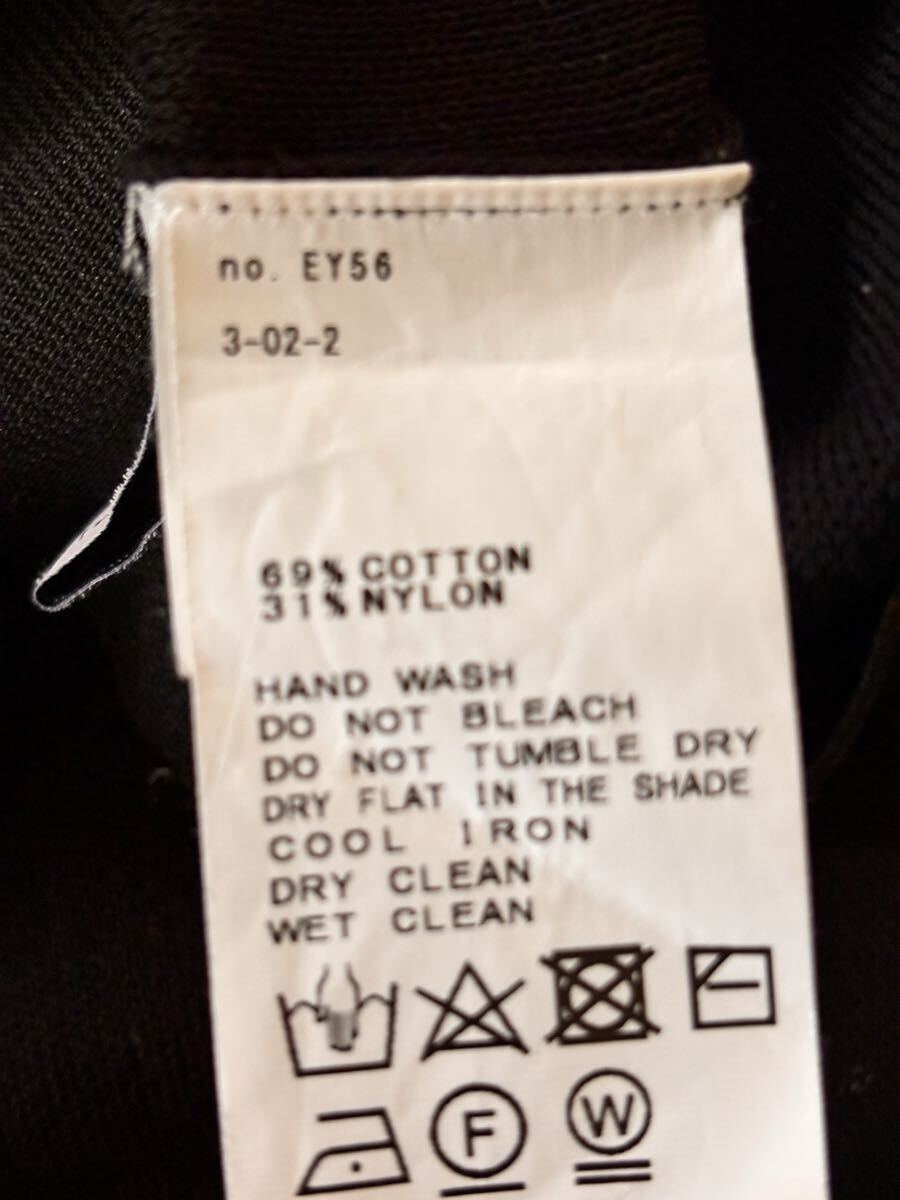 no. EY56
3-02-2
69% COTTON
31% NYLON
HAND WASH
DO NOT BLEACH
DO NOT TUMBLE DRY
DRY FLAT IN THE SHADE
COOL IRON
DRY CLEAN
WET CLEAN
F
W